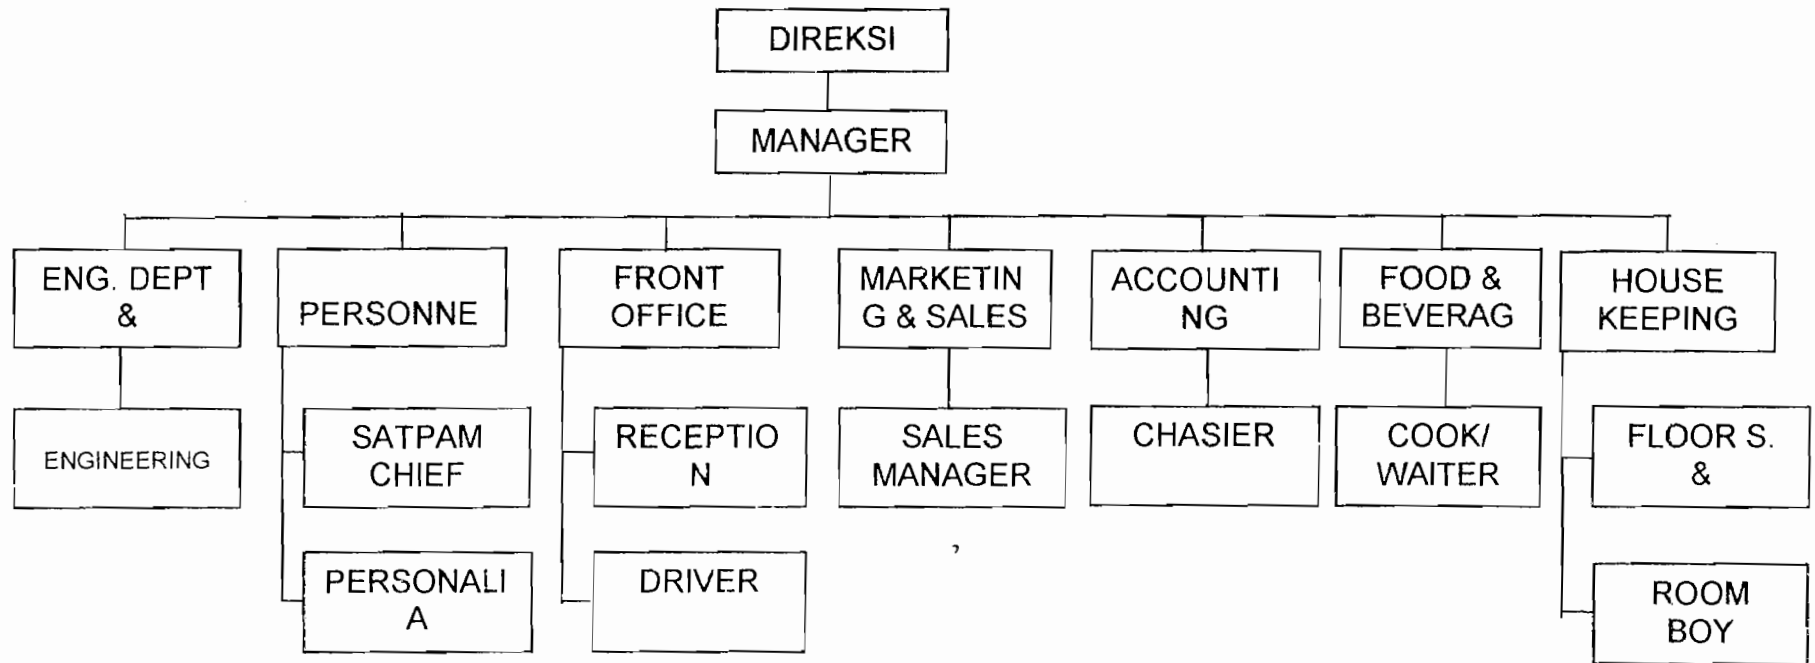 DIREKSI
MANAGER
ENG. DEPT
&
PERSONNE
FRONT
OFFICE
MARKETIN
G & SALES
ACCOUNTI
NG
FOOD &
BEVERAG
HOUSE
KEEPING
ENGINEERING
SATPAM
CHIEF
RECEPTIO
N
SALES
MANAGER
CHASIER
COOK/
WAITER
FLOOR S.
&
PERSONALI
A
DRIVER
ROOM
BOY